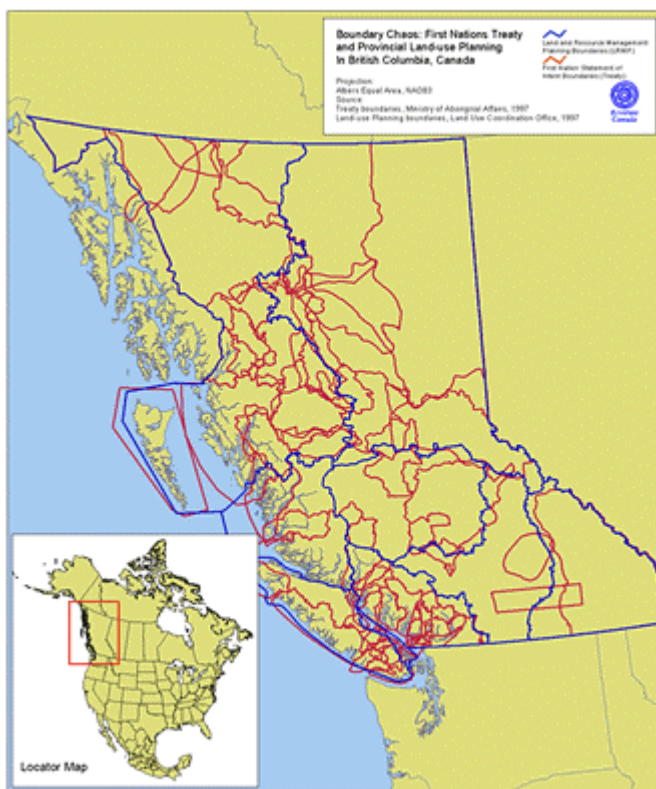 Boundary Chaos: First Nations Treaty
and Provincial Land-use Planning
In British Columbia, Canada
Projection:
Albers Equal Area, NAD83
Source
Treaty boundaries, Ministry of Aboriginal Affairs, 1997
Land-use Planning boundaries, Land Use Coordination Office, 1997
Land and Resource Management
Planning Boundaries (LRMP)
First Nation Statement of
Intent Boundaries (Treaty)
Ecotrust
Canada
Locator Map